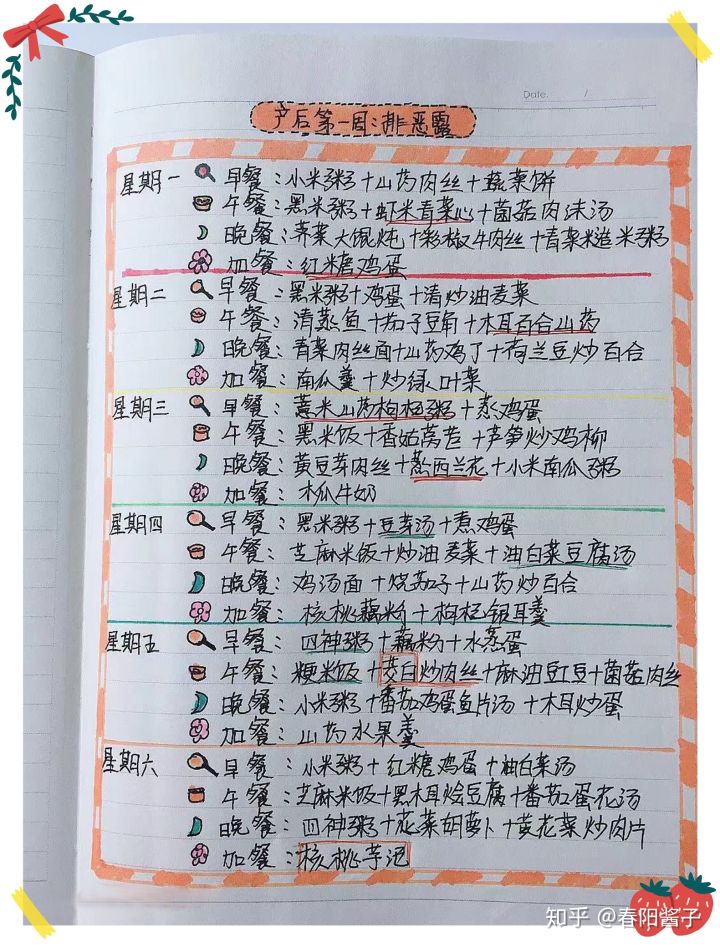 Date. /
产后第一周：排恶露
星期一 早餐：小米粥+山药肉丝+蔬菜饼
午餐：黑米粥+虾米青菜心+菌菇肉沫汤
晚餐：荠菜大馄炖+彩椒牛肉丝+青菜糙米粥
加餐：红糖鸡蛋
星期二 早餐：黑米粥+鸡蛋+清炒油麦菜
午餐：清蒸鱼+茄子豆角+木耳百合山药
晚餐：青菜肉丝面+山药鸡丁+荷兰豆炒百合
加餐：南瓜羹+炒绿叶菜
星期三 早餐：薏米山药枸杞粥+蒸鸡蛋
午餐：黑米饭+香菇莴苣+芦笋炒鸡柳
晚餐：黄豆芽肉丝+蒸西兰花+小米南瓜粥
加餐：木瓜牛奶
星期四 早餐：黑米粥+豆芽汤+煮鸡蛋
午餐：芝麻米饭+炒油麦菜+油白菜豆腐汤
晚餐：鸡汤面+烧茄子+山药炒百合
加餐：核桃藕粉+枸杞银耳羹
星期五 早餐：四神粥+藕粉+水蒸蛋
午餐：粳米饭+茭白炒肉丝+麻油豇豆+菌菇肉丝
晚餐：小米粥+番茄鸡蛋鱼片汤+木耳炒蛋
加餐：山药水果羹
星期六 早餐：小米粥+红糖鸡蛋+油白菜汤
午餐：芝麻米饭+黑木耳烩豆腐+番茄蛋花汤
晚餐：四神粥+花菜胡萝卜+黄花菜炒肉片
加餐：核桃芋泥
知乎 @春阳酱子